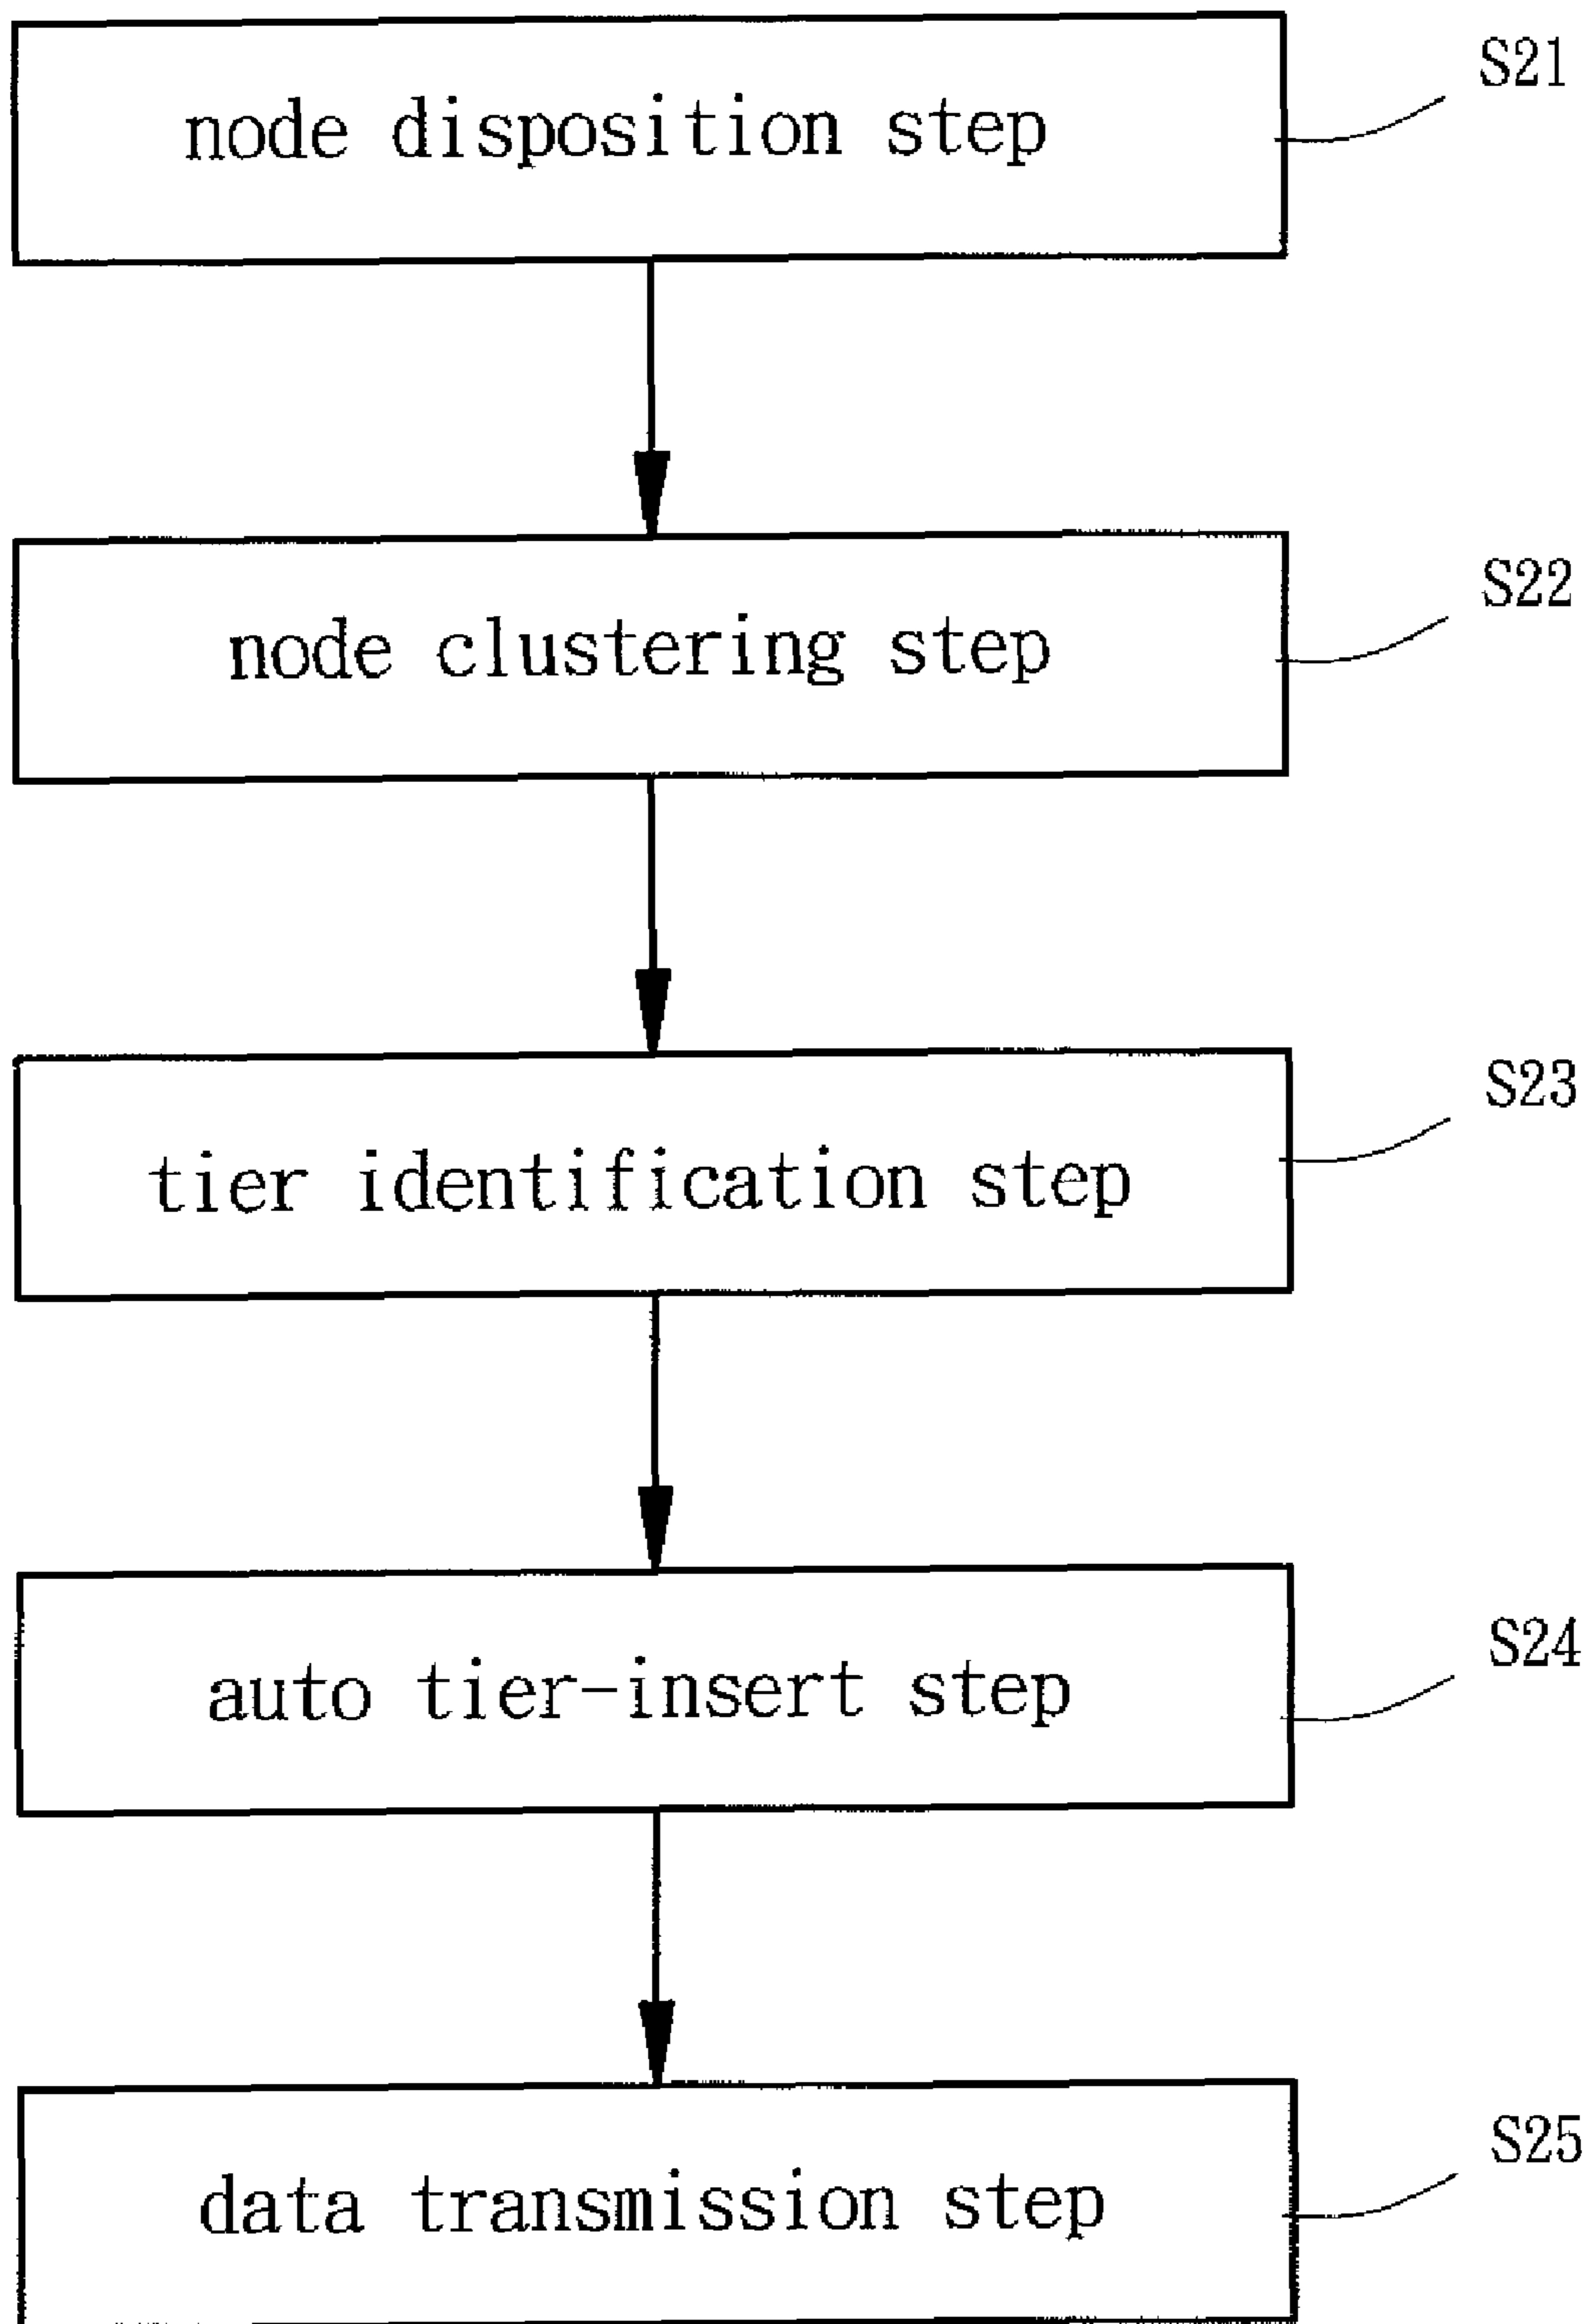 S21
node disposition step
S22
node clustering step
S23
tier identification step
S24
auto tier-insert step
S25
data transmission step